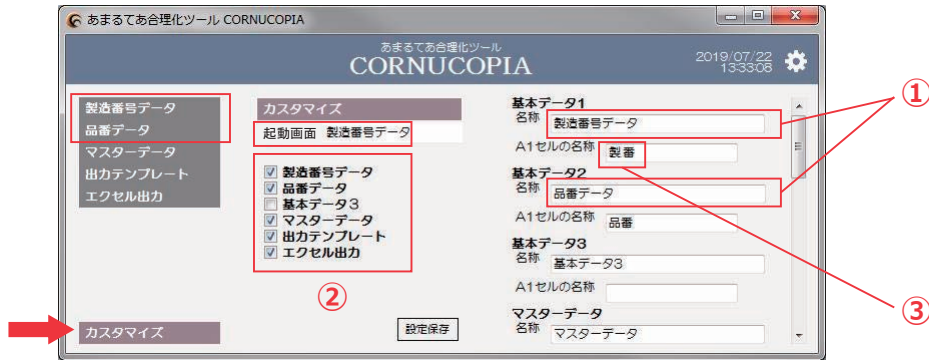 あまるてあ合理化ツール CORNUCOPIA
あまるてあ合理化ツール
CORNUCOPIA
2019/07/22
13:33:08
製造番号データ
品番データ
マスターデータ
出力テンプレート
エクセル出力
カスタマイズ
カスタマイズ
起動画面 製造番号データ
製造番号データ
品番データ
基本データ3
マスターデータ
出力テンプレート
エクセル出力
②
設定保存
基本データ1
名称 製造番号データ
A1セルの名称 製番
基本データ2
名称 品番データ
A1セルの名称 品番
基本データ3
名称 基本データ3
A1セルの名称
マスターデータ
名称 マスターデータ
①
③